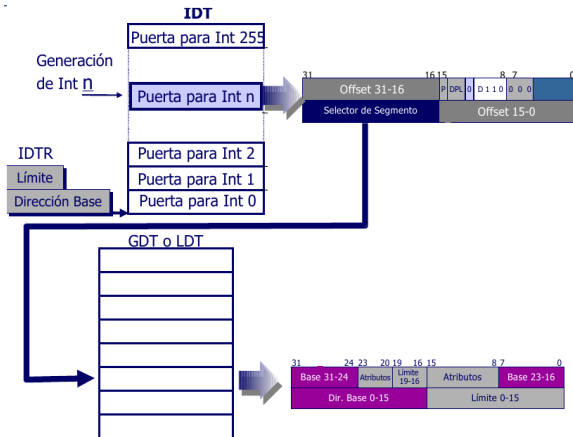 IDT
Puerta para Int 255
Generación
de Int n
Puerta para Int n
31 16 15 8 7 0
Offset 31-16 P DPL 0 D 1 1 0 0 0 0
Selector de Segmento Offset 15-0
IDTR
Límite
Dirección Base
Puerta para Int 2
Puerta para Int 1
Puerta para Int 0
GDT o LDT
31 24 23 20 19 16 15 8 7 0
Base 31-24 Atributos Límite 19-16 Atributos Base 23-16
Dir. Base 0-15 Límite 0-15